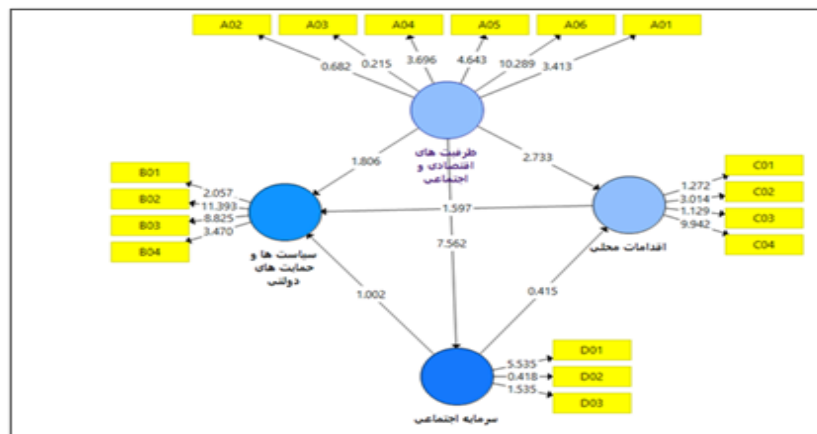 A02 A03 A04 A05 A06 A01
0.682 0.215 3.696 4.643 10.289 3.413
ظرفیت های
اقتصادی و
اجتماعی
1.806 2.733
B01
B02
B03
B04
2.057
11.393
8.825
3.470
سیاست ها و
حمایت های
دولتی
1.597
7.562
C01
C02
C03
C04
1.272
3.014
1.129
9.942
اقدامات محلی
1.002 0.415
D01
D02
D03
5.535
0.418
1.535
سرمایه اجتماعی